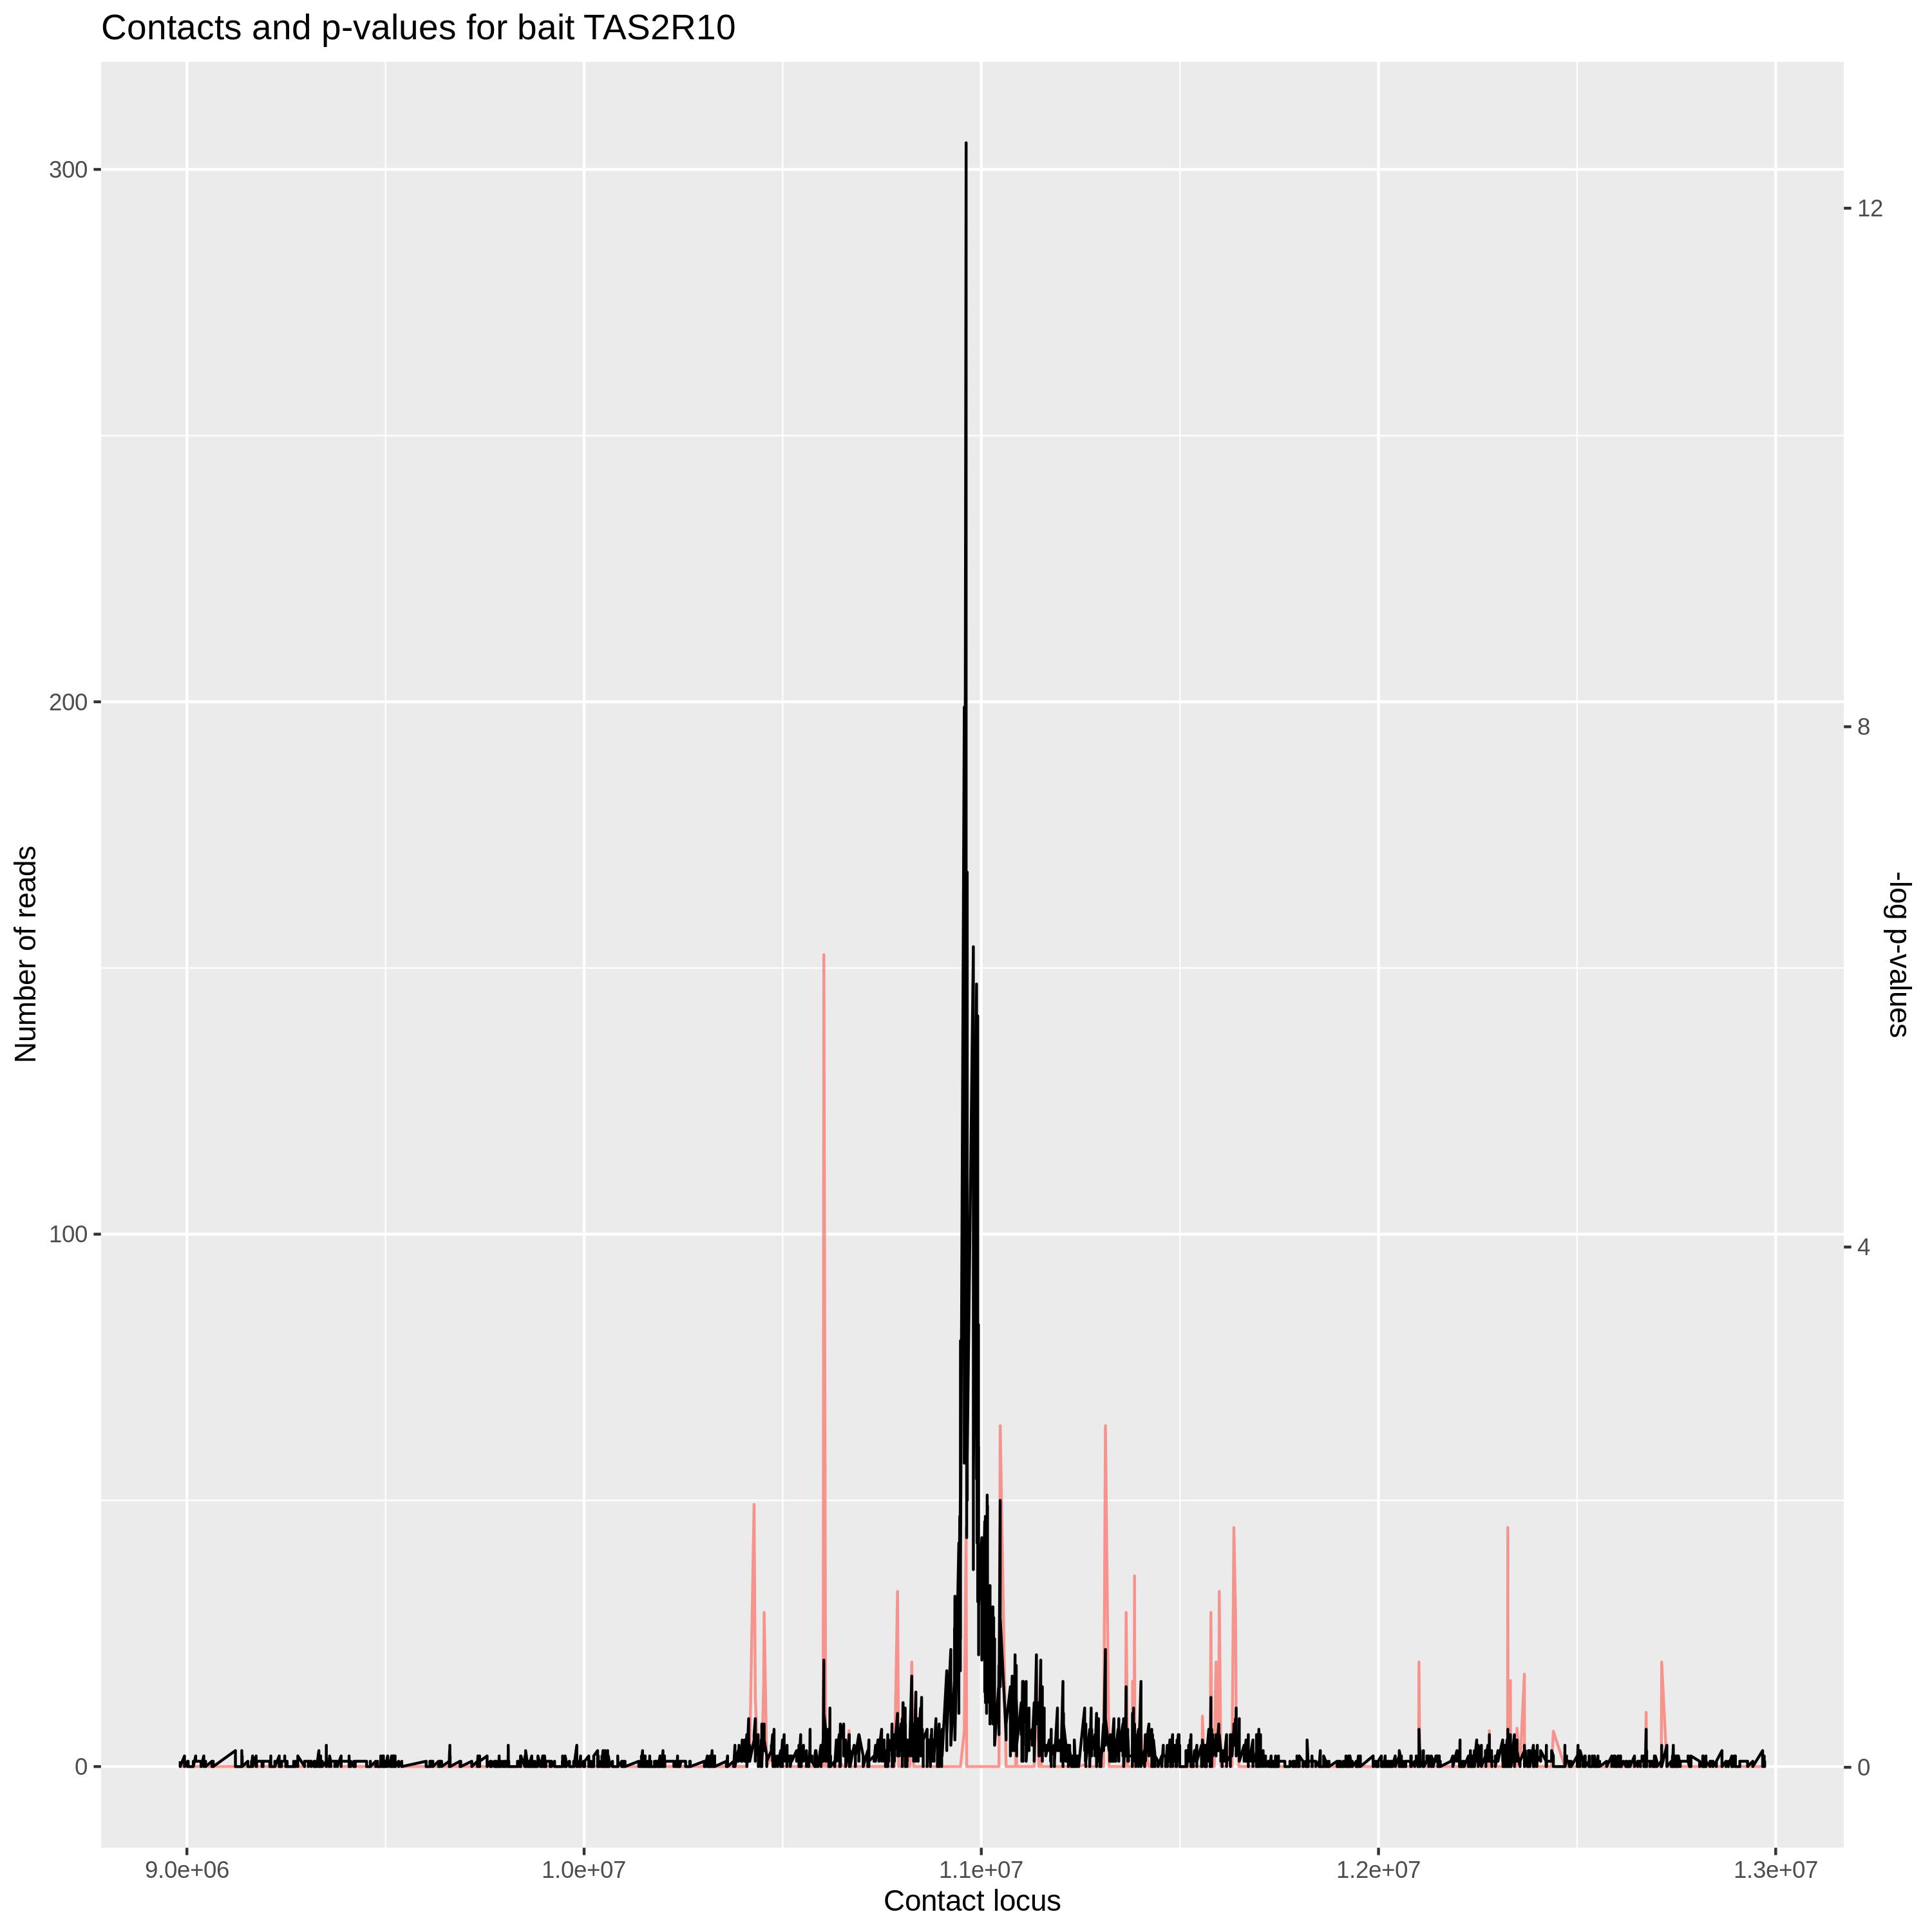 Contacts and p-values for bait TAS2R10
300
200
100
0
Number of reads
12
8
4
0
-log p-values
9.0e+06 1.0e+07 1.1e+07 1.2e+07 1.3e+07
Contact locus